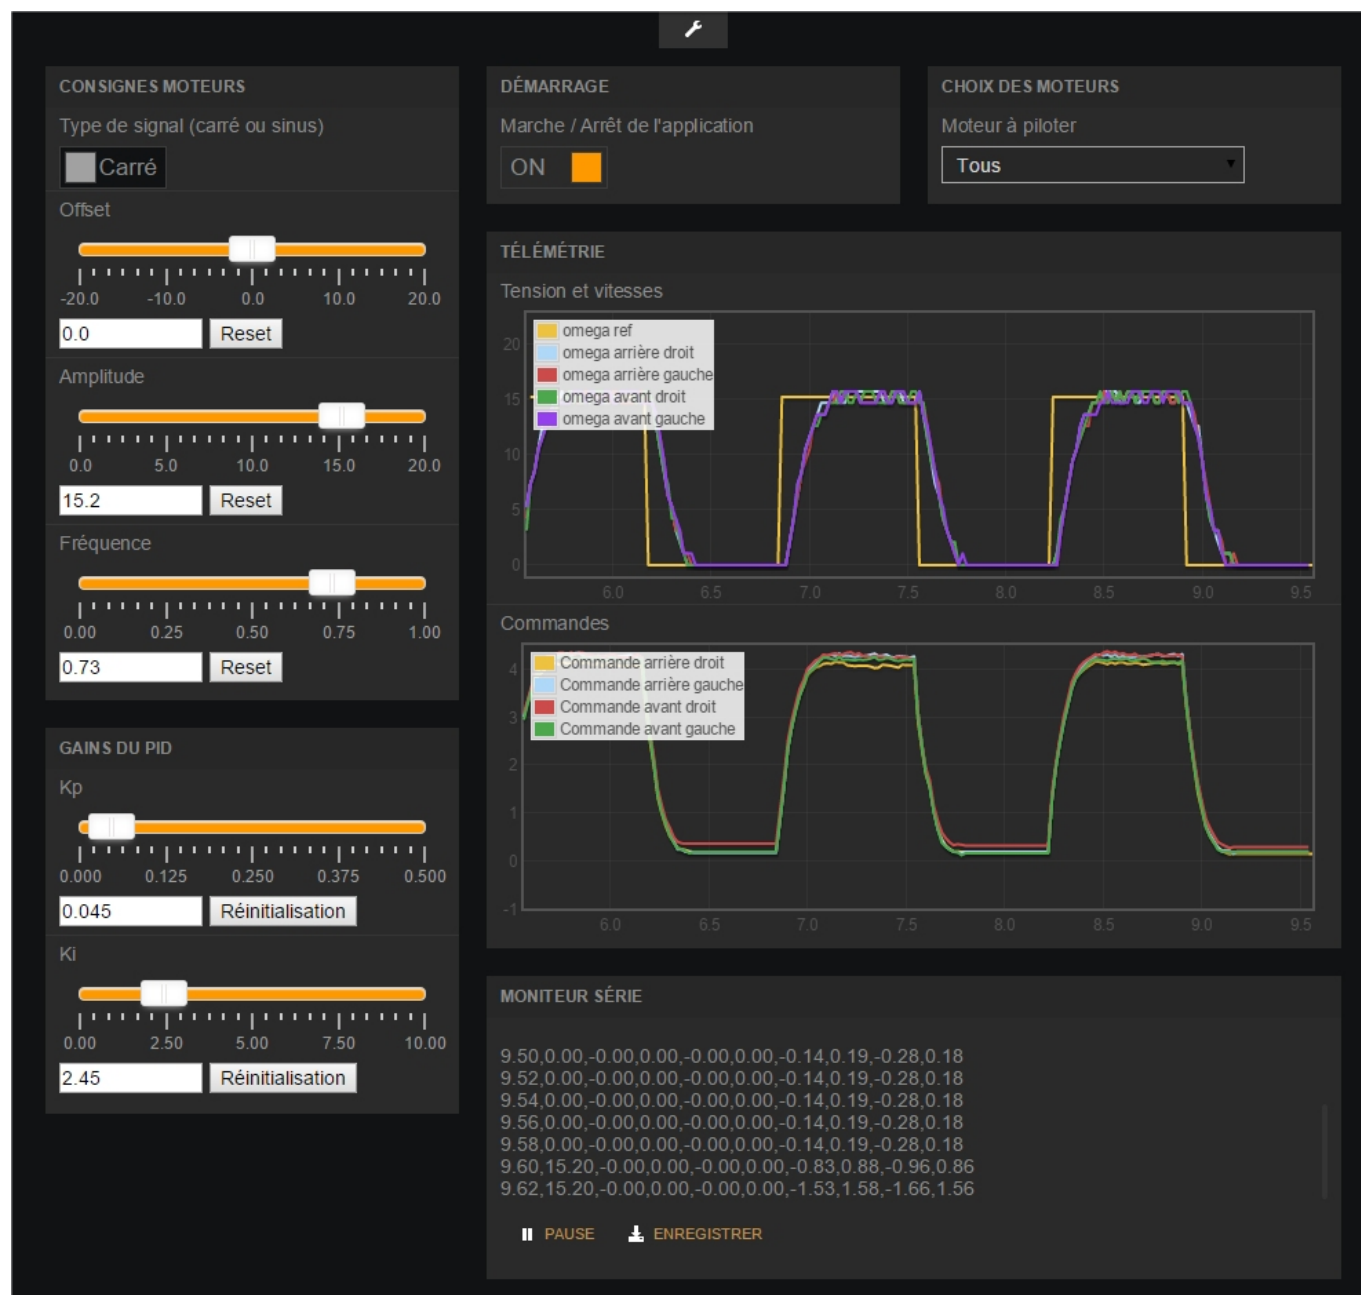 CONSIGNES MOTEURS
Type de signal (carré ou sinus)
Carré
Offset
-20.0 -10.0 0.0 10.0 20.0
0.0 Reset
Amplitude
0.0 5.0 10.0 15.0 20.0
15.2 Reset
Fréquence
0.00 0.25 0.50 0.75 1.00
0.73 Reset
GAINS DU PID
Kp
0.000 0.125 0.250 0.375 0.500
0.045 Réinitialisation
Ki
0.00 2.50 5.00 7.50 10.00
2.45 Réinitialisation
DÉMARRAGE
Marche / Arrêt de l'application
ON
CHOIX DES MOTEURS
Moteur à piloter
Tous
TÉLÉMÉTRIE
Tension et vitesses
omega ref
omega arrière droit
omega arrière gauche
omega avant droit
omega avant gauche
20
15
10
5
0
6.0 6.5 7.0 7.5 8.0 8.5 9.0 9.5
Commandes
Commande arrière droit
Commande arrière gauche
Commande avant droit
Commande avant gauche
4
3
2
1
0
-1
6.0 6.5 7.0 7.5 8.0 8.5 9.0 9.5
MONITEUR SÉRIE
9.50,0.00,-0.00,0.00,-0.00,0.00,-0.14,0.19,-0.28,0.18
9.52,0.00,-0.00,0.00,-0.00,0.00,-0.14,0.19,-0.28,0.18
9.54,0.00,-0.00,0.00,-0.00,0.00,-0.14,0.19,-0.28,0.18
9.56,0.00,-0.00,0.00,-0.00,0.00,-0.14,0.19,-0.28,0.18
9.58,0.00,-0.00,0.00,-0.00,0.00,-0.14,0.19,-0.28,0.18
9.60,15.20,-0.00,0.00,-0.00,0.00,-0.83,0.88,-0.96,0.86
9.62,15.20,-0.00,0.00,-0.00,0.00,-1.53,1.58,-1.66,1.56
PAUSE ENREGISTRER